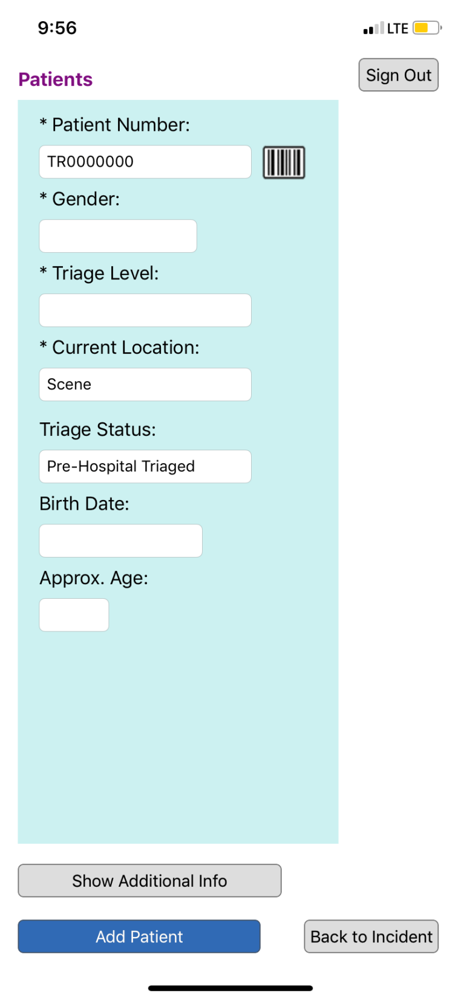 9:56
LTE
Patients
Sign Out
* Patient Number:
TR0000000
* Gender:
* Triage Level:
* Current Location:
Scene
Triage Status:
Pre-Hospital Triaged
Birth Date:
Approx. Age:
Show Additional Info
Add Patient
Back to Incident